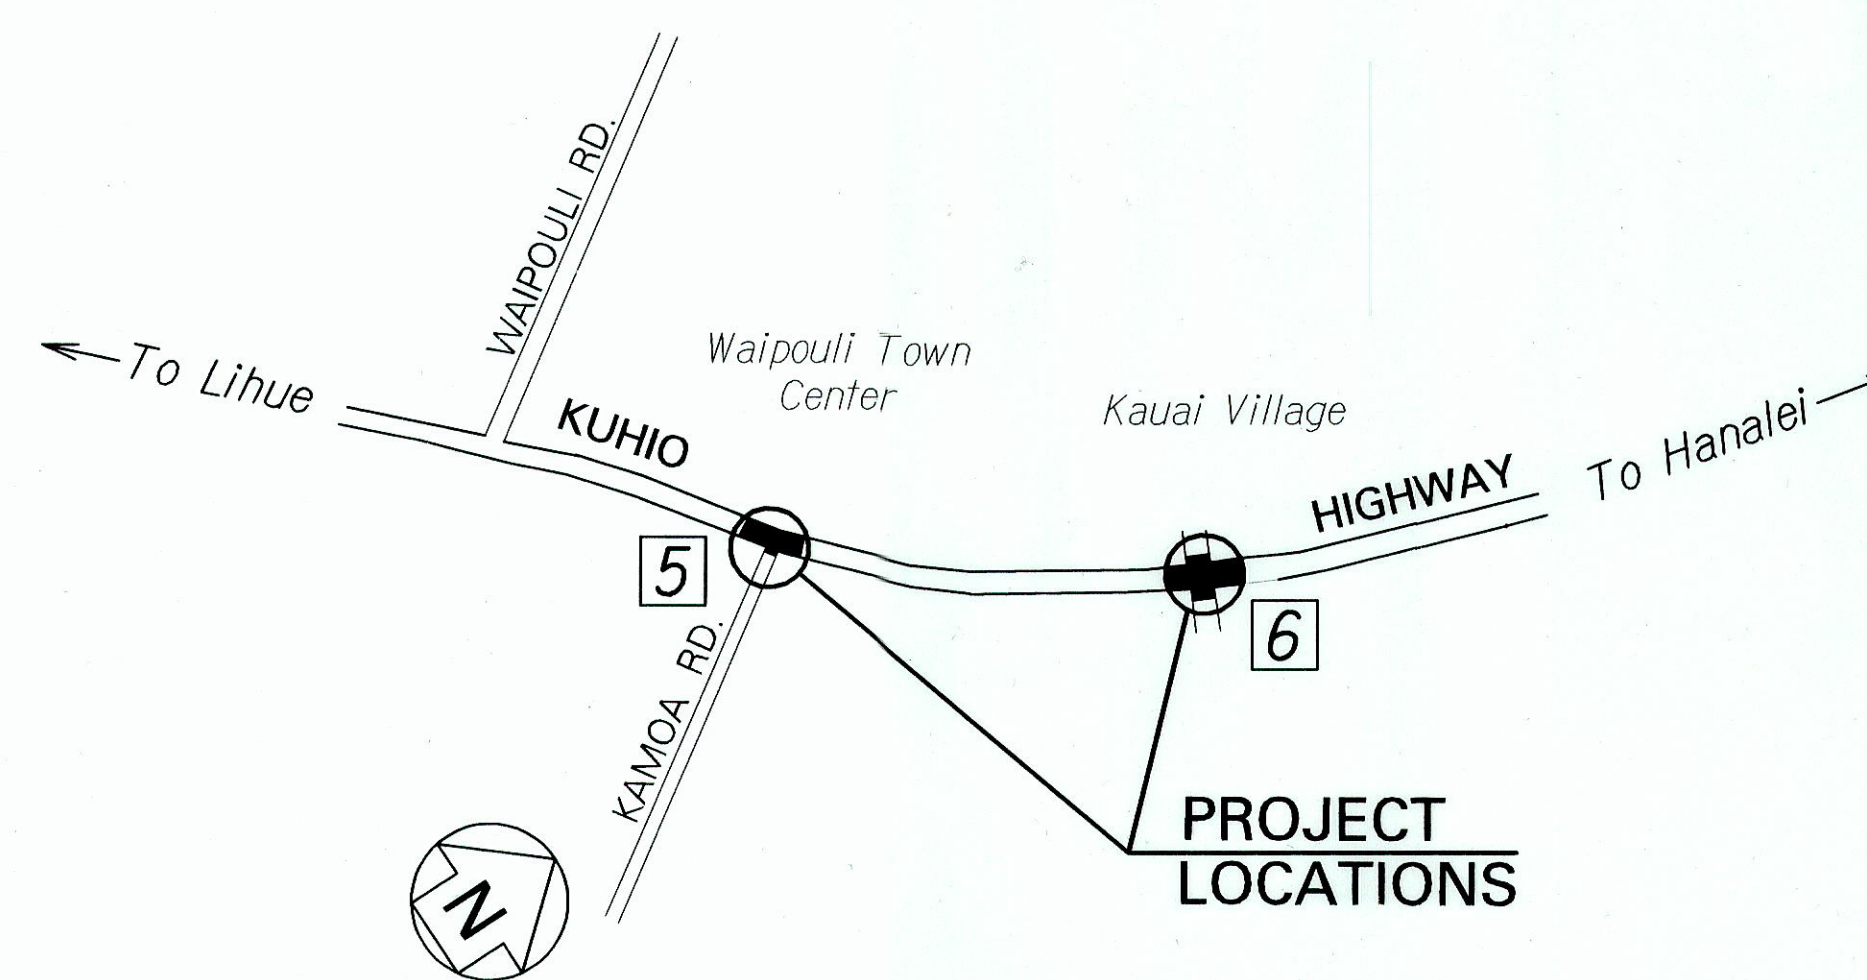 WAIPOULI RD.
To Lihue
KUHIO
Waipouli Town
Center
Kauai Village
HIGHWAY
To Hanalei
5
6
KAMOA RD.
PROJECT
LOCATIONS
N